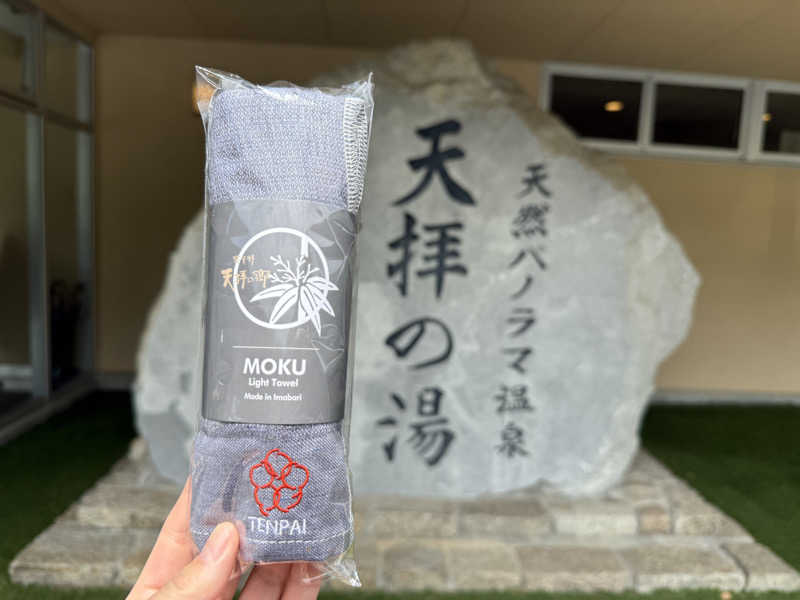 天拝の郷
MOKU
Light Towel
Made in Imabari
TENPAI
天然パノラマ温泉
天拝の湯